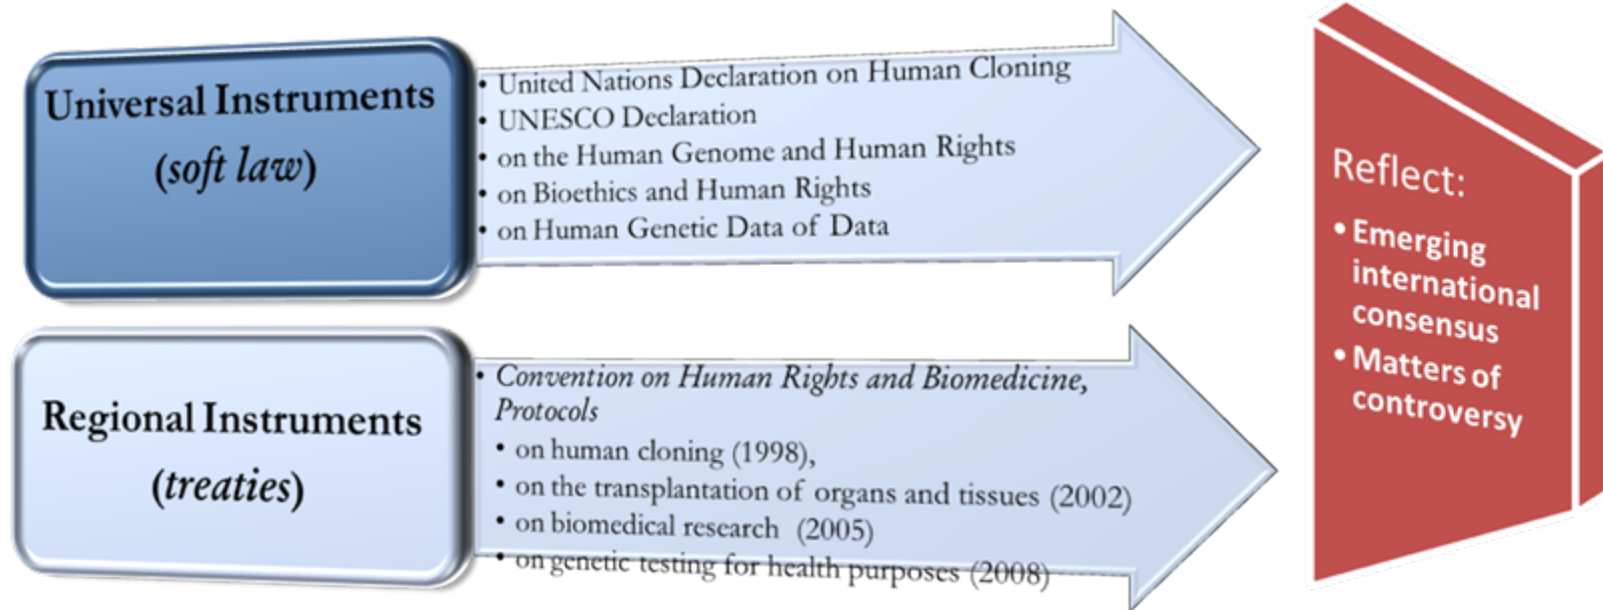 Universal Instruments
(soft law)
• United Nations Declaration on Human Cloning
• UNESCO Declaration
• on the Human Genome and Human Rights
• on Bioethics and Human Rights
• on Human Genetic Data of Data
Regional Instruments
(treaties)
• Convention on Human Rights and Biomedicine,
Protocols
• on human cloning (1998),
• on the transplantation of organs and tissues (2002)
• on biomedical research (2005)
• on genetic testing for health purposes (2008)
Reflect:
• Emerging
international
consensus
• Matters of
controversy